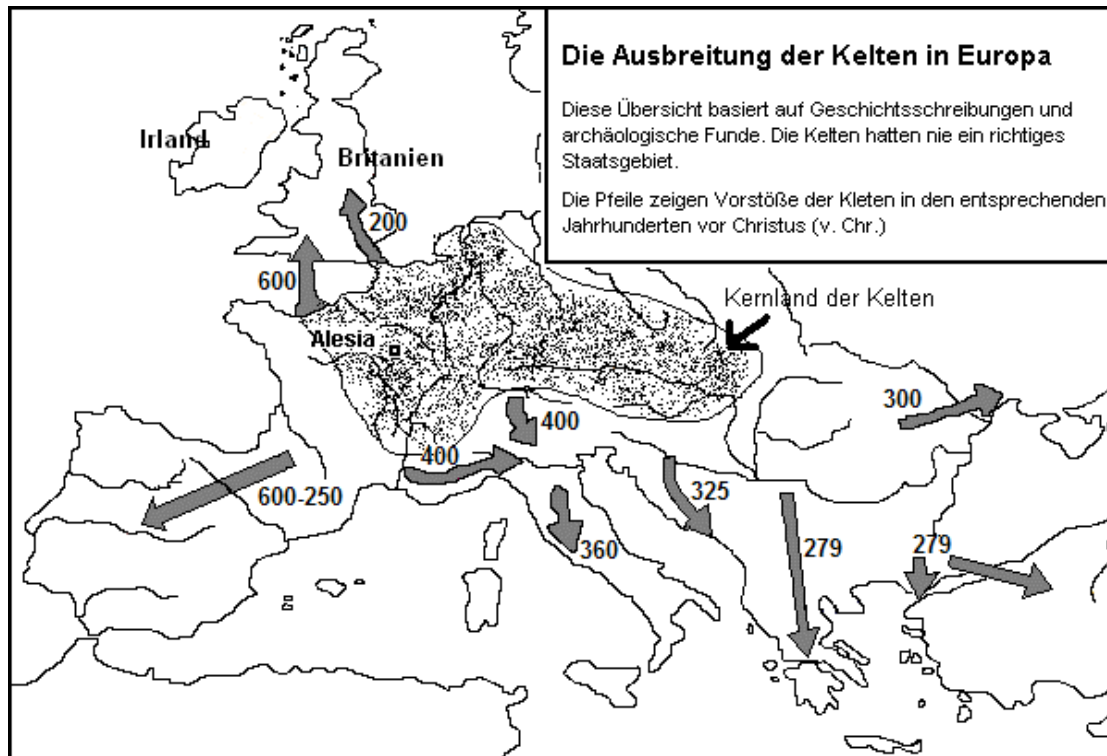 Die Ausbreitung der Kelten in Europa
Diese Übersicht basiert auf Geschichtsschreibungen und
archäologische Funde. Die Kelten hatten nie ein richtiges
Staatsgebiet.
Die Pfeile zeigen Vorstöße der Kleten in den entsprechenden
Jahrhunderten vor Christus (v. Chr.)
Irland
Britanien
200
600
Kernland der Kelten
Alesia
300
400
400
600-250
325
360
279
279